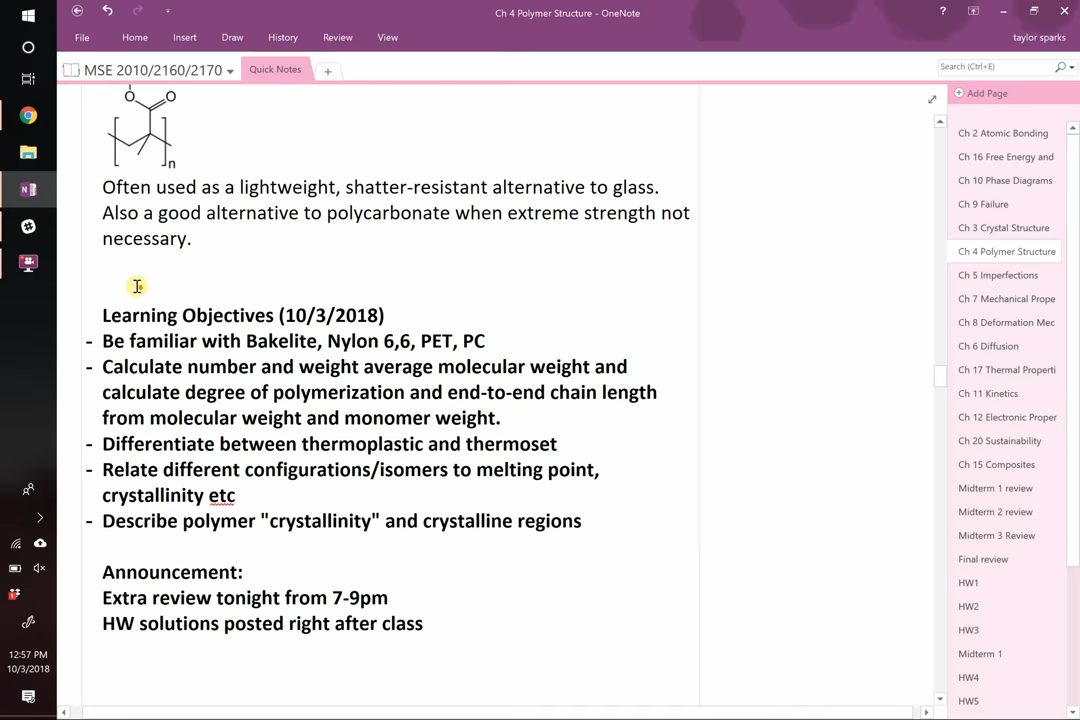 Ch 4 Polymer Structure - OneNote
?
File
Home
Insert
Draw
History
Review
View
taylor sparks
MSE 2010/2160/2170
Quick Notes
+
Search (Ctrl+E)
Add Page
O
O
n
Often used as a lightweight, shatter-resistant alternative to glass.
Also a good alternative to polycarbonate when extreme strength not
necessary.
Learning Objectives (10/3/2018)
- Be familiar with Bakelite, Nylon 6,6, PET, PC
- Calculate number and weight average molecular weight and
calculate degree of polymerization and end-to-end chain length
from molecular weight and monomer weight.
- Differentiate between thermoplastic and thermoset
- Relate different configurations/isomers to melting point,
crystallinity etc
- Describe polymer "crystallinity" and crystalline regions
Announcement:
Extra review tonight from 7-9pm
HW solutions posted right after class
Ch 2 Atomic Bonding
Ch 16 Free Energy and
Ch 10 Phase Diagrams
Ch 9 Failure
Ch 3 Crystal Structure
Ch 4 Polymer Structure
Ch 5 Imperfections
Ch 7 Mechanical Prope
Ch 8 Deformation Mec
Ch 6 Diffusion
Ch 17 Thermal Properti
Ch 11 Kinetics
Ch 12 Electronic Proper
Ch 20 Sustainability
Ch 15 Composites
Midterm 1 review
Midterm 2 review
Midterm 3 Review
Final review
HW1
HW2
HW3
Midterm 1
HW4
HW5
12:57 PM
10/3/2018